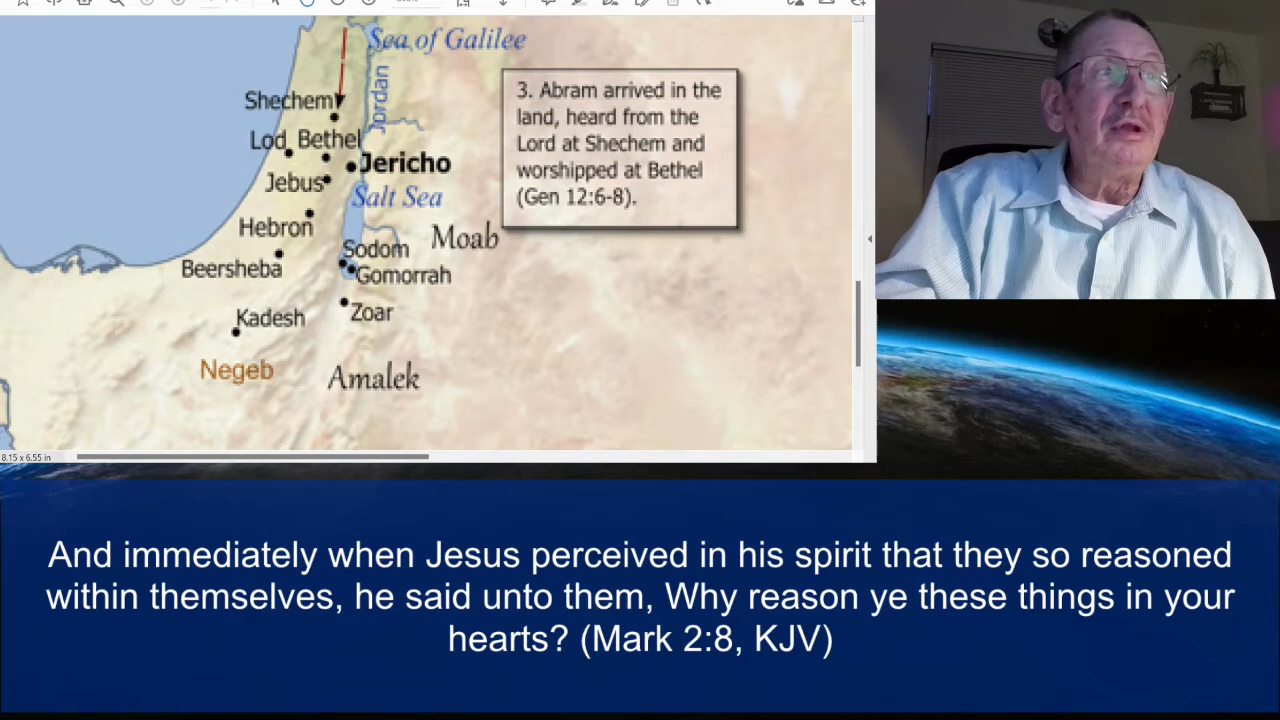 Sea of Galilee
Jordan
Shechem
Lod
Bethel
Jericho
Jebus
Salt Sea
Hebron
Moab
Sodom
Beersheba
Gomorrah
Zoar
Kadesh
Negeb
Amalek
3. Abram arrived in the
land, heard from the
Lord at Shechem and
worshipped at Bethel
(Gen 12:6-8).
8.15 x 6.55 in
And immediately when Jesus perceived in his spirit that they so reasoned
within themselves, he said unto them, Why reason ye these things in your
hearts? (Mark 2:8, KJV)